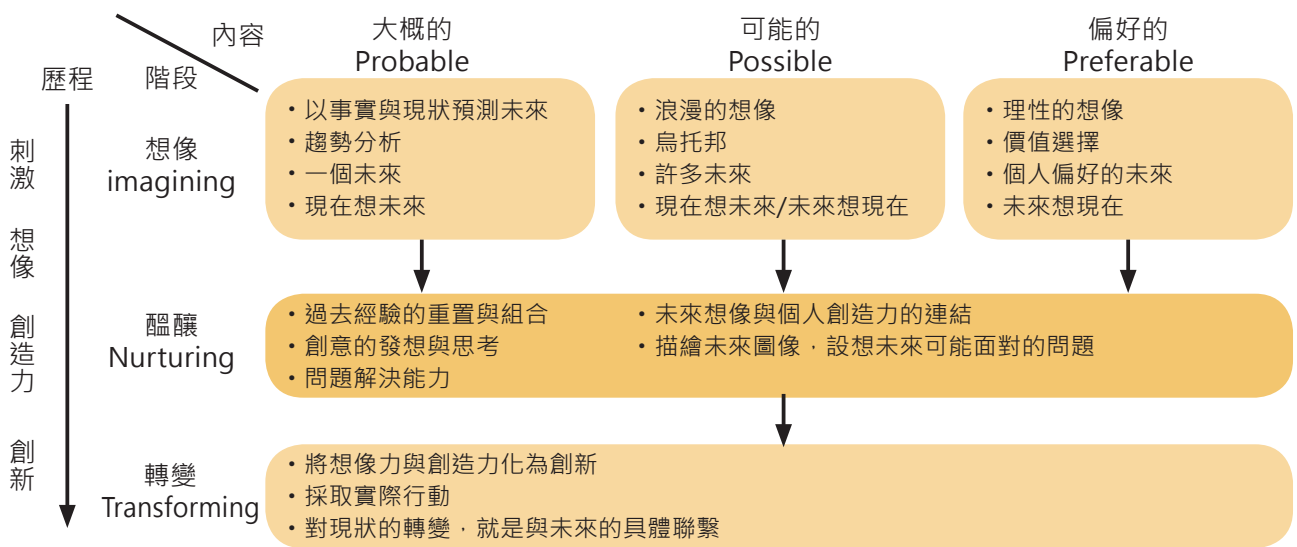 內容
大概的
Probable
可能的
Possible
偏好的
Preferable
歷程
階段
刺激
想像
創造力
創新
想像
imagining
・以事實與現狀預測未來
・趨勢分析
・一個未來
・現在想未來
・浪漫的想像
・烏托邦
・許多未來
・現在想未來/未來想現在
・理性的想像
・價值選擇
・個人偏好的未來
・未來想現在
醞釀
Nurturing
・過去經驗的重置與組合
・創意的發想與思考
・問題解決能力
・未來想像與個人創造力的連結
・描繪未來圖像，設想未來可能面對的問題
轉變
Transforming
・將想像力與創造力化為創新
・採取實際行動
・對現狀的轉變，就是與未來的具體聯繫